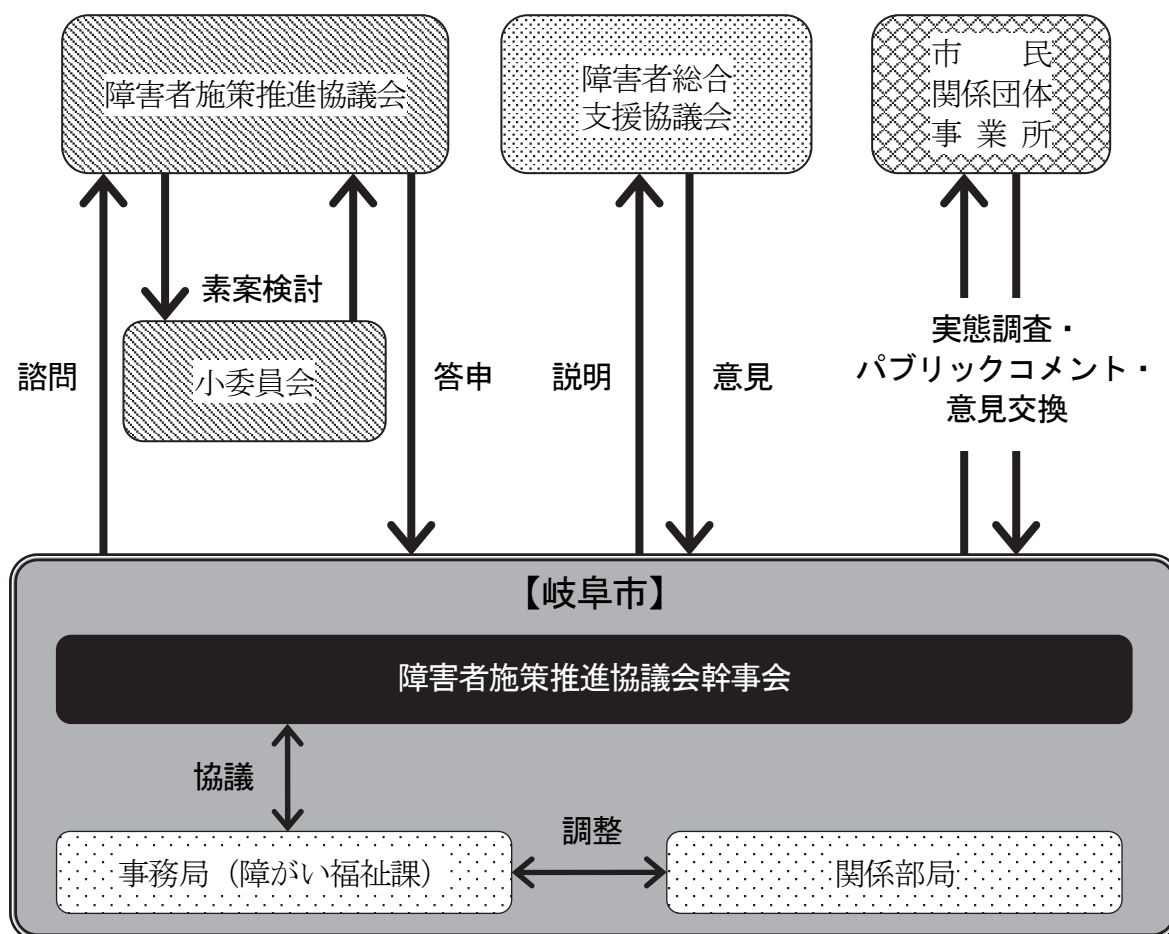 障害者施策推進協議会
障害者総合
支援協議会
市　　民
関係団体
事 業 所
素案検討
小委員会
諮問
答申
説明
意見
実態調査・
パブリックコメント・
意見交換
【岐阜市】
障害者施策推進協議会幹事会
協議
事務局（障がい福祉課）
調整
関係部局